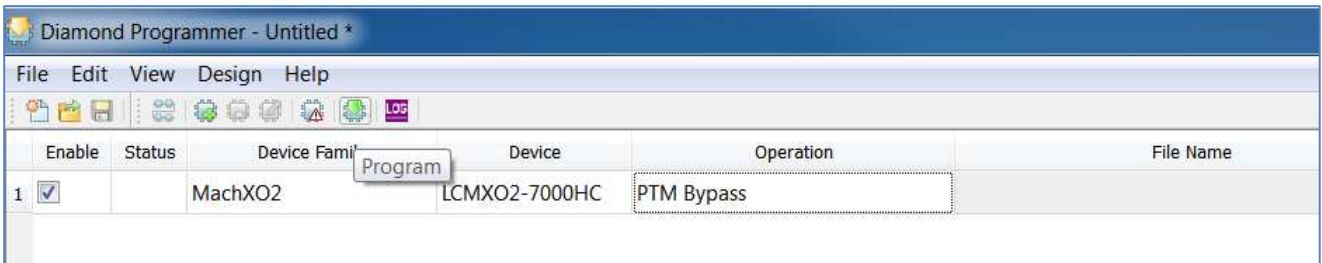 Diamond Programmer - Untitled *
File Edit View Design Help
LOG
Enable Status Device Famil Device Operation File Name
Program
1 MachXO2 LCMXO2-7000HC PTM Bypass